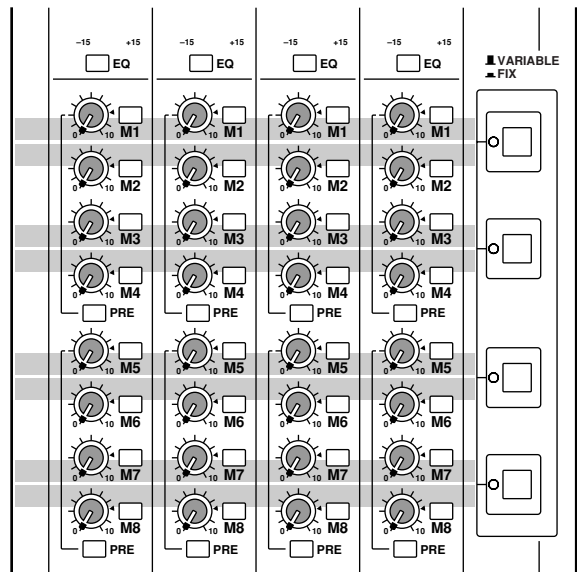 -15 +15 -15 +15 -15 +15 -15 +15
EQ EQ EQ EQ
VARIABLE
FIX
0 10 M1 0 10 M1 0 10 M1 0 10 M1
0 10 M2 0 10 M2 0 10 M2 0 10 M2
0 10 M3 0 10 M3 0 10 M3 0 10 M3
0 10 M4 0 10 M4 0 10 M4 0 10 M4
PRE PRE PRE PRE
0 10 M5 0 10 M5 0 10 M5 0 10 M5
0 10 M6 0 10 M6 0 10 M6 0 10 M6
0 10 M7 0 10 M7 0 10 M7 0 10 M7
0 10 M8 0 10 M8 0 10 M8 0 10 M8
PRE PRE PRE PRE